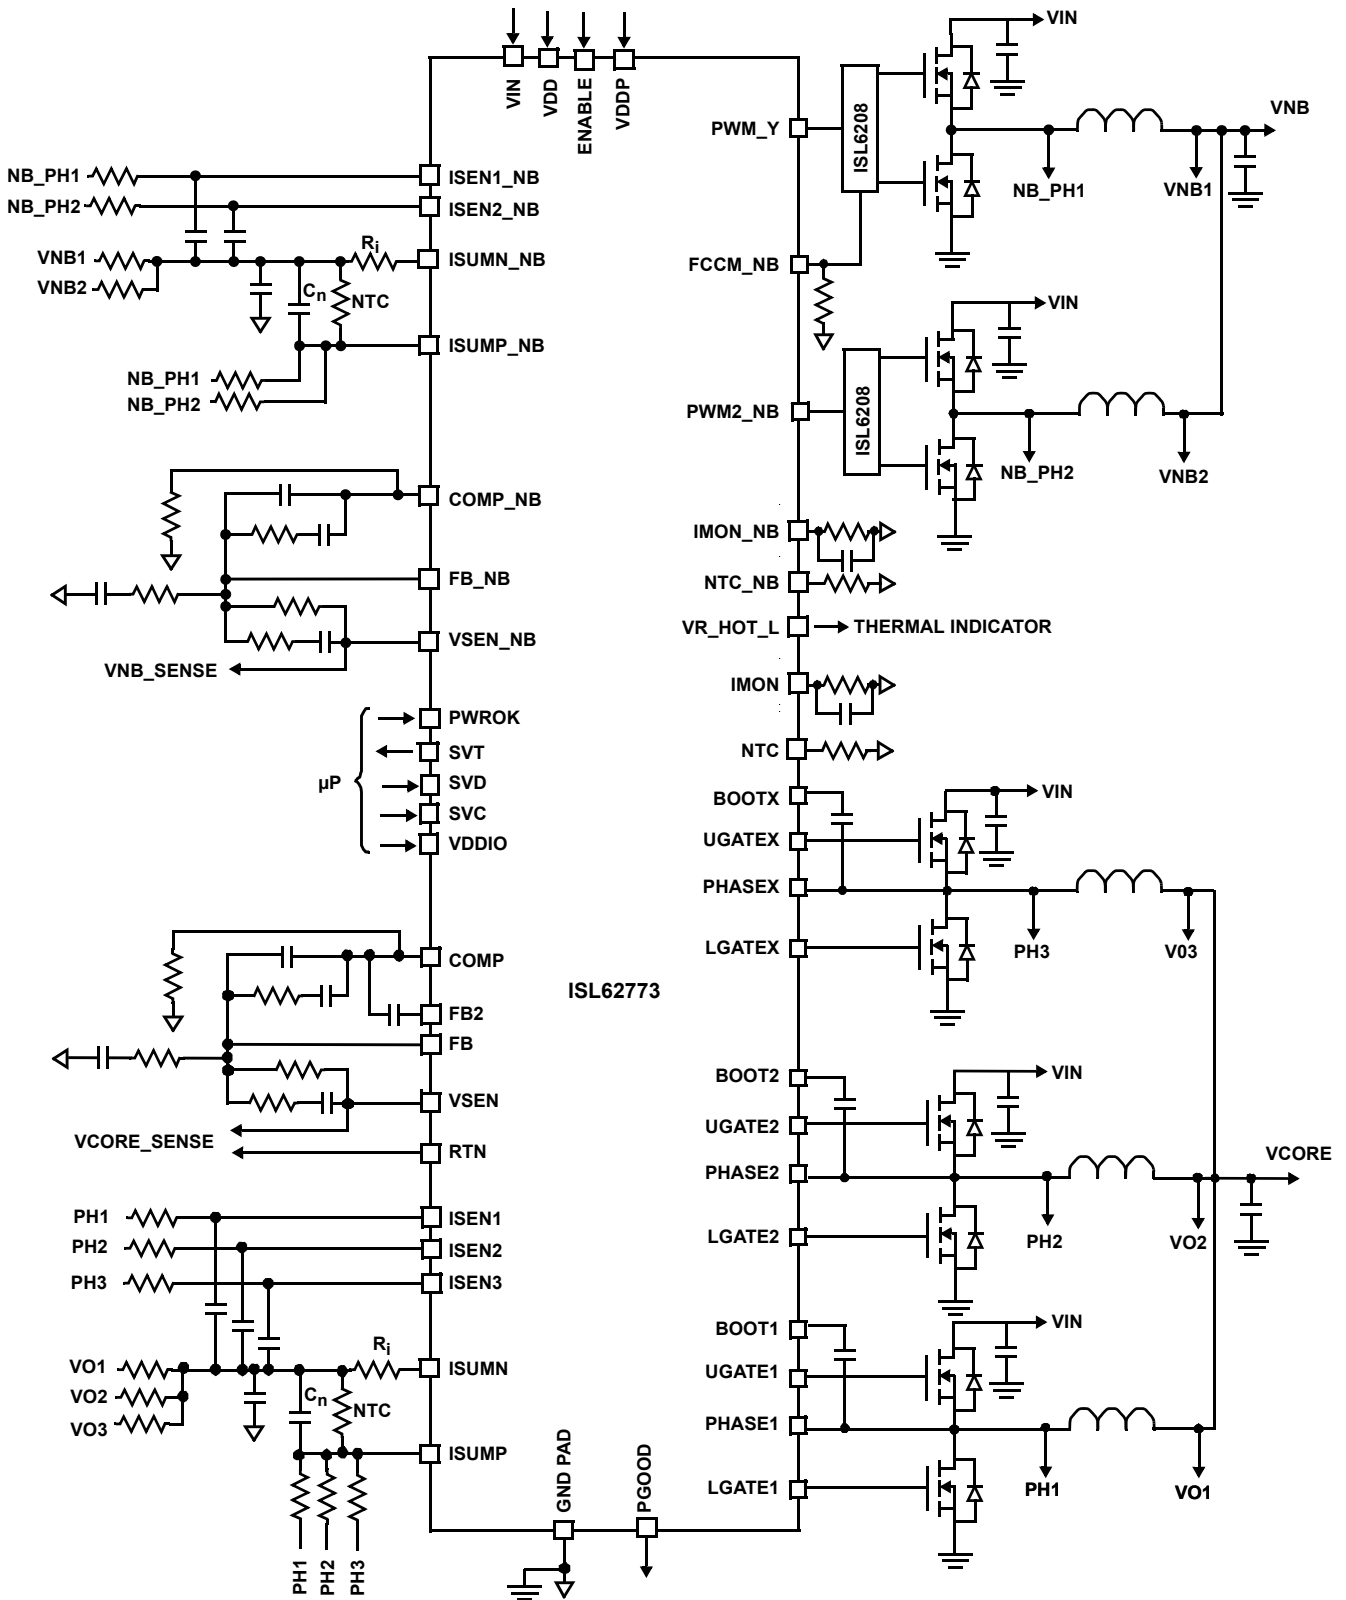 VIN
VDD
ENABLE
VDDP
NB_PH1
NB_PH2
VNB1
VNB2
Ri
Cn
NTC
NB_PH1
NB_PH2
ISEN1_NB
ISEN2_NB
ISUMN_NB
ISUMP_NB
COMP_NB
FB_NB
VSEN_NB
VNB_SENSE
µP
PWROK
SVT
SVD
SVC
VDDIO
COMP
FB2
FB
VSEN
VCORE_SENSE
RTN
PH1
PH2
PH3
ISEN1
ISEN2
ISEN3
VO1
VO2
VO3
Ri
Cn
NTC
ISUMN
ISUMP
PH1
PH2
PH3
GND PAD
PGOOD
ISL62773
PWM_Y
ISL6208
VIN
NB_PH1
VNB1
VNB
FCCM_NB
PWM2_NB
ISL6208
VIN
NB_PH2
VNB2
IMON_NB
NTC_NB
VR_HOT_L
THERMAL INDICATOR
IMON
NTC
BOOTX
UGATEX
PHASEX
LGATEX
VIN
PH3
V03
BOOT2
UGATE2
PHASE2
LGATE2
VIN
PH2
VO2
VCORE
BOOT1
UGATE1
PHASE1
LGATE1
VIN
PH1
VO1